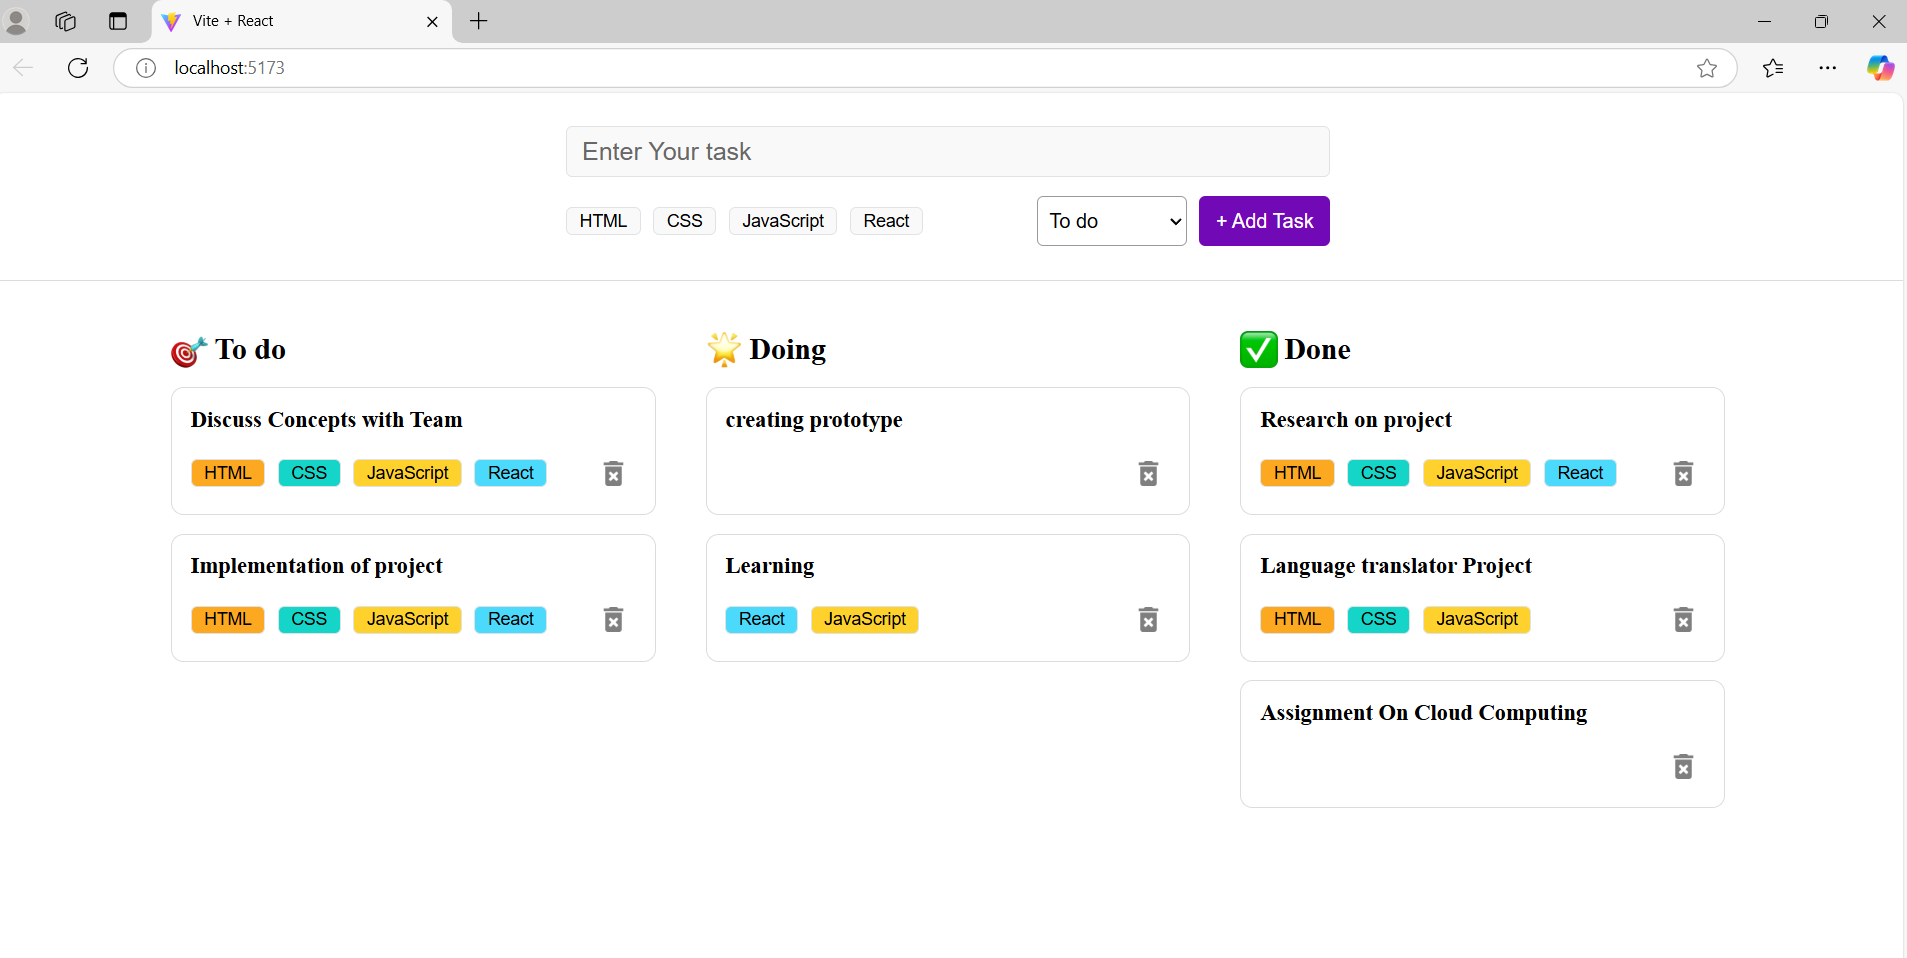 Vite + React
localhost:5173
Enter Your task
HTML CSS JavaScript React To do + Add Task
To do
Discuss Concepts with Team
HTML CSS JavaScript React
Implementation of project
HTML CSS JavaScript React
Doing
creating prototype
Learning
React JavaScript
Done
Research on project
HTML CSS JavaScript React
Language translator Project
HTML CSS JavaScript
Assignment On Cloud Computing